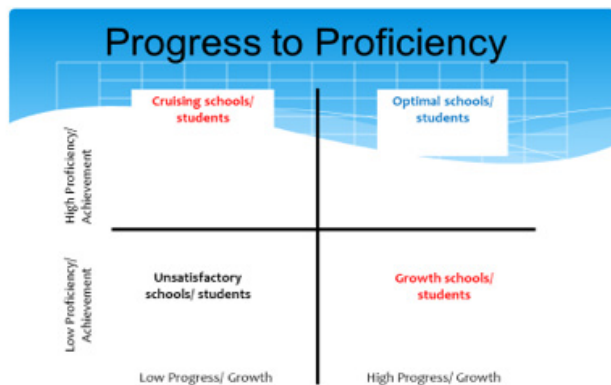 Progress to Proficiency
Cruising schools/
students
Optimal schools/
students
High Proficiency/
Achievement
Unsatisfactory
schools/ students
Growth schools/
students
Low Proficiency/
Achievement
Low Progress/ Growth
High Progress/ Growth